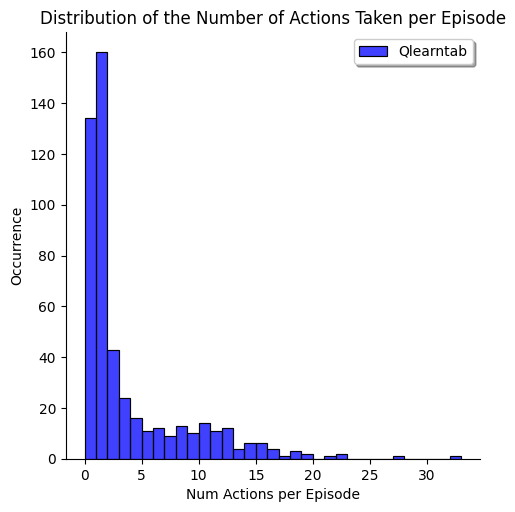 Distribution of the Number of Actions Taken per Episode
Qlearntab
160
140
120
100
80
60
40
20
0
Occurrence
0 5 10 15 20 25 30
Num Actions per Episode